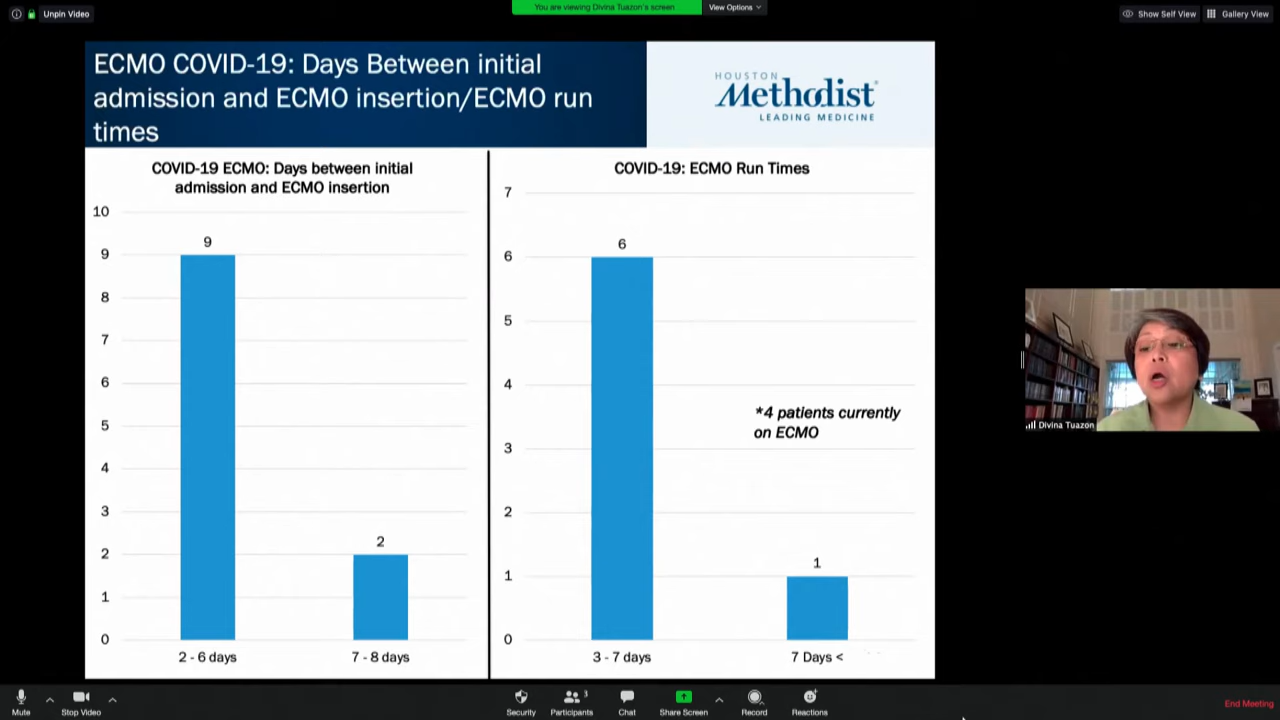 Unpin Video
You are viewing Divina Tuazon's screen
View Options
Show Self View
Gallery View
ECMO COVID-19: Days Between initial
admission and ECMO insertion/ECMO run
times
HOUSTON
Methodist
LEADING MEDICINE
COVID-19 ECMO: Days between initial
admission and ECMO insertion
10
9
8
7
6
5
4
3
2
1
0
9
2
2 - 6 days
7 - 8 days
COVID-19: ECMO Run Times
7
6
5
4
3
2
1
0
6
1
*4 patients currently
on ECMO
3 - 7 days
7 Days <
Divina Tuazon
Mute
Stop Video
Security
Participants
3
Chat
Share Screen
Record
Reactions
End Meeting